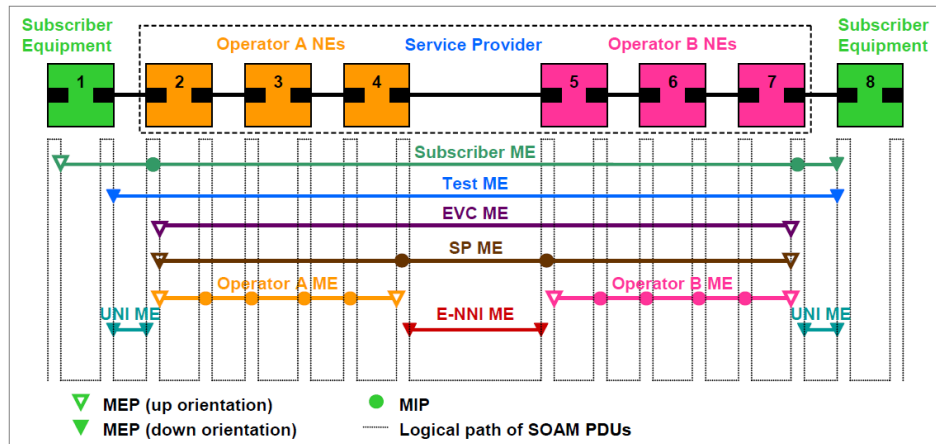 Subscriber
Equipment
Operator A NEs
Service Provider
Operator B NEs
Subscriber
Equipment
1
2
3
4
5
6
7
8
Subscriber ME
Test ME
EVC ME
SP ME
Operator A ME
Operator B ME
UNI ME
E-NNI ME
UNI ME
MEP (up orientation)
MIP
MEP (down orientation)
Logical path of SOAM PDUs